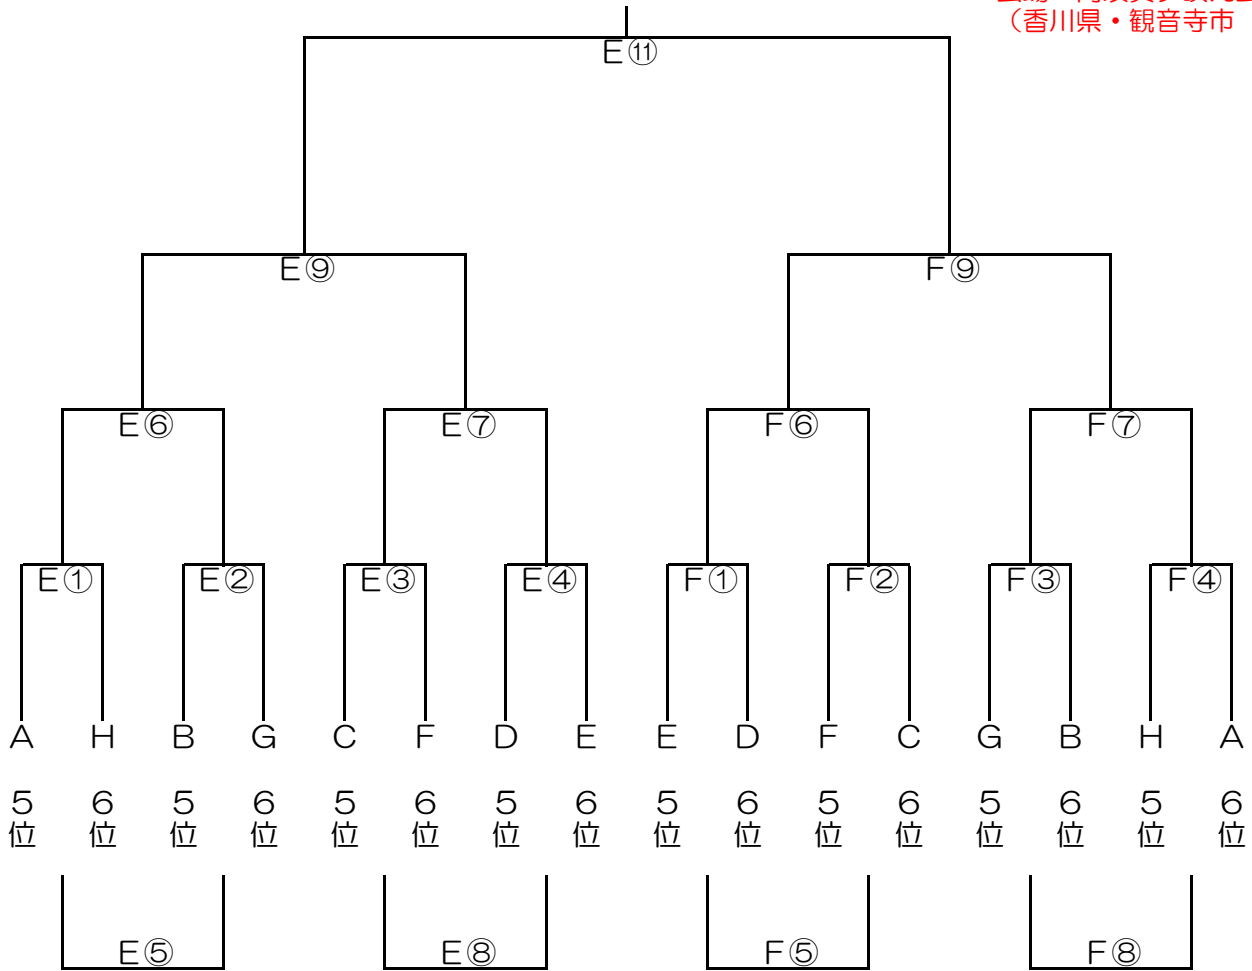 （香川県・観音寺市
E⑪
E⑨ F⑨
E⑥ E⑦ F⑥ F⑦
E① E② E③ E④ F① F② F③ F④
A H B G C F D E E D F C G B H A
5位 6位 5位 6位 5位 6位 5位 6位 5位 6位 5位 6位 5位 6位 5位 6位
E⑤ E⑧ F⑤ F⑧